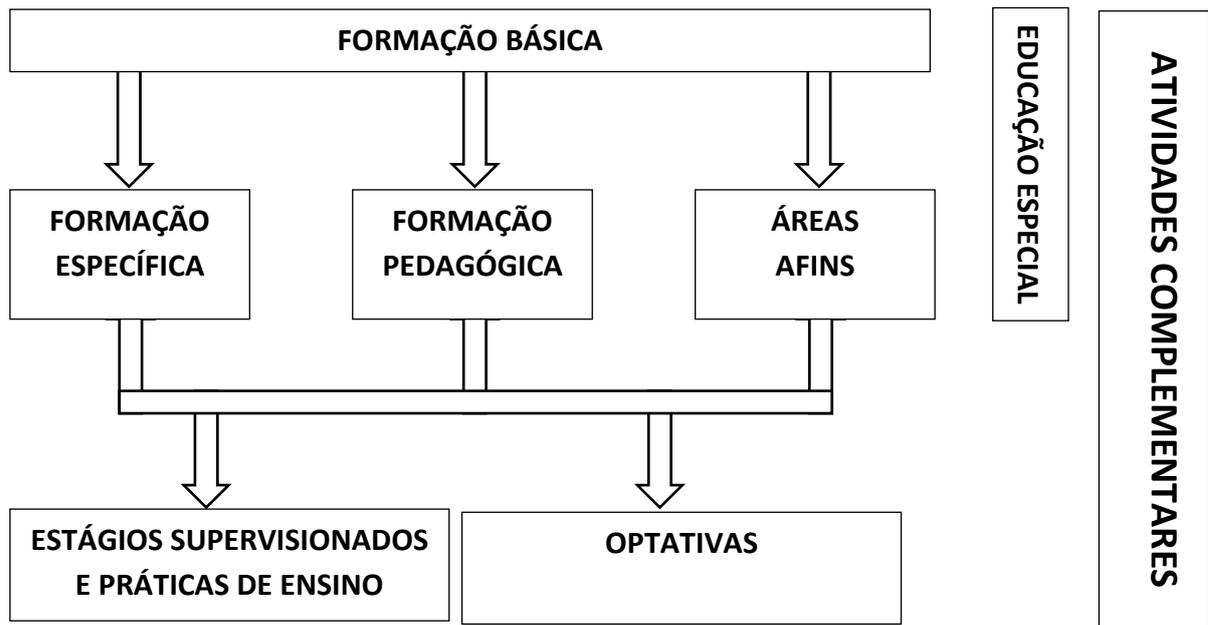 FORMAÇÃO BÁSICA
FORMAÇÃO
ESPECÍFICA
FORMAÇÃO
PEDAGÓGICA
ÁREAS
AFINS
ESTÁGIOS SUPERVISIONADOS
E PRÁTICAS DE ENSINO
OPTATIVAS
EDUCAÇÃO ESPECIAL
ATIVIDADES COMPLEMENTARES